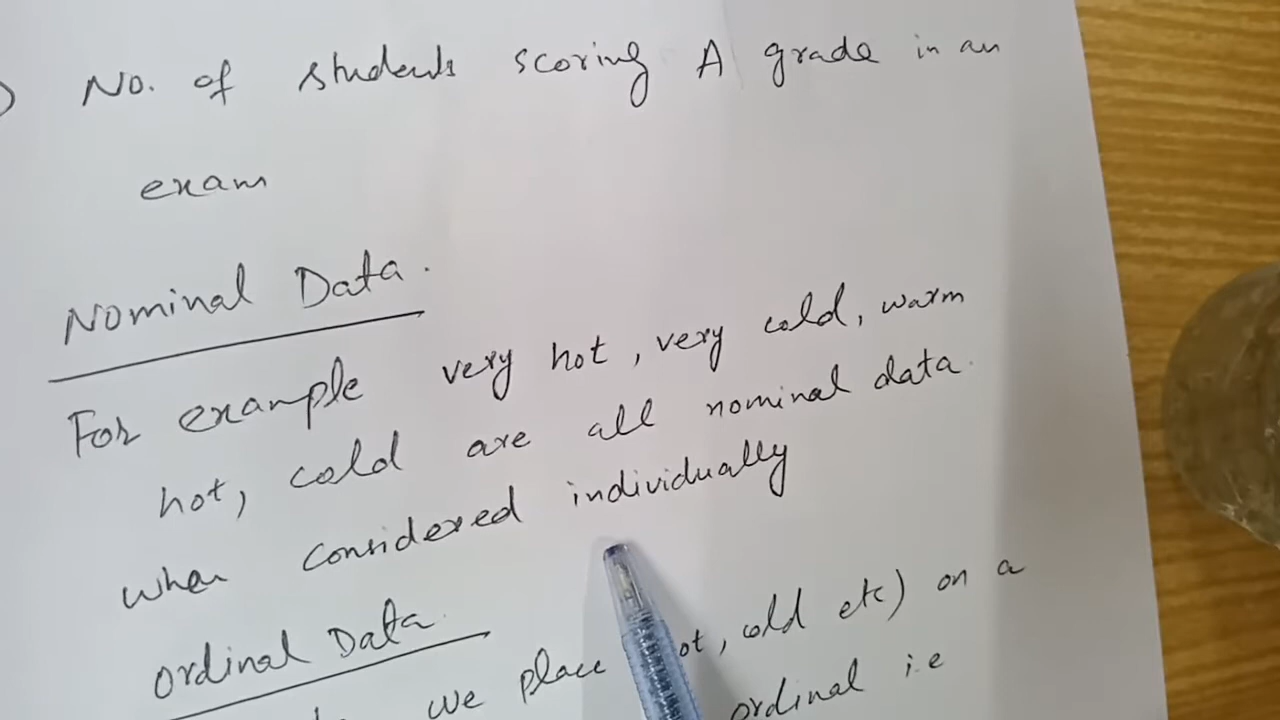 ) No. of students scoring A grade in an
exam
Nominal Data.
For example very hot, very cold, warm
hot, cold are all nominal data.
when considered individually
Ordinal Data.
we place ot, cold etc) on a
ordinal i.e